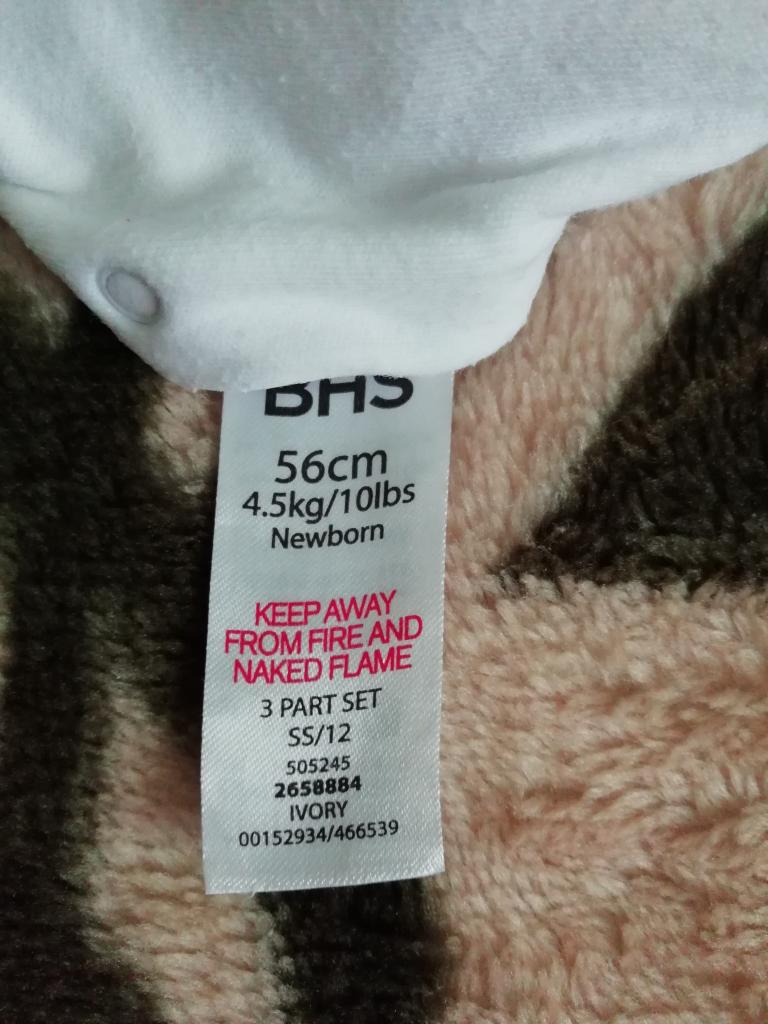 BHS
56cm
4.5kg/10lbs
Newborn
KEEP AWAY
FROM FIRE AND
NAKED FLAME
3 PART SET
SS/12
505245
2658884
IVORY
00152934/466539